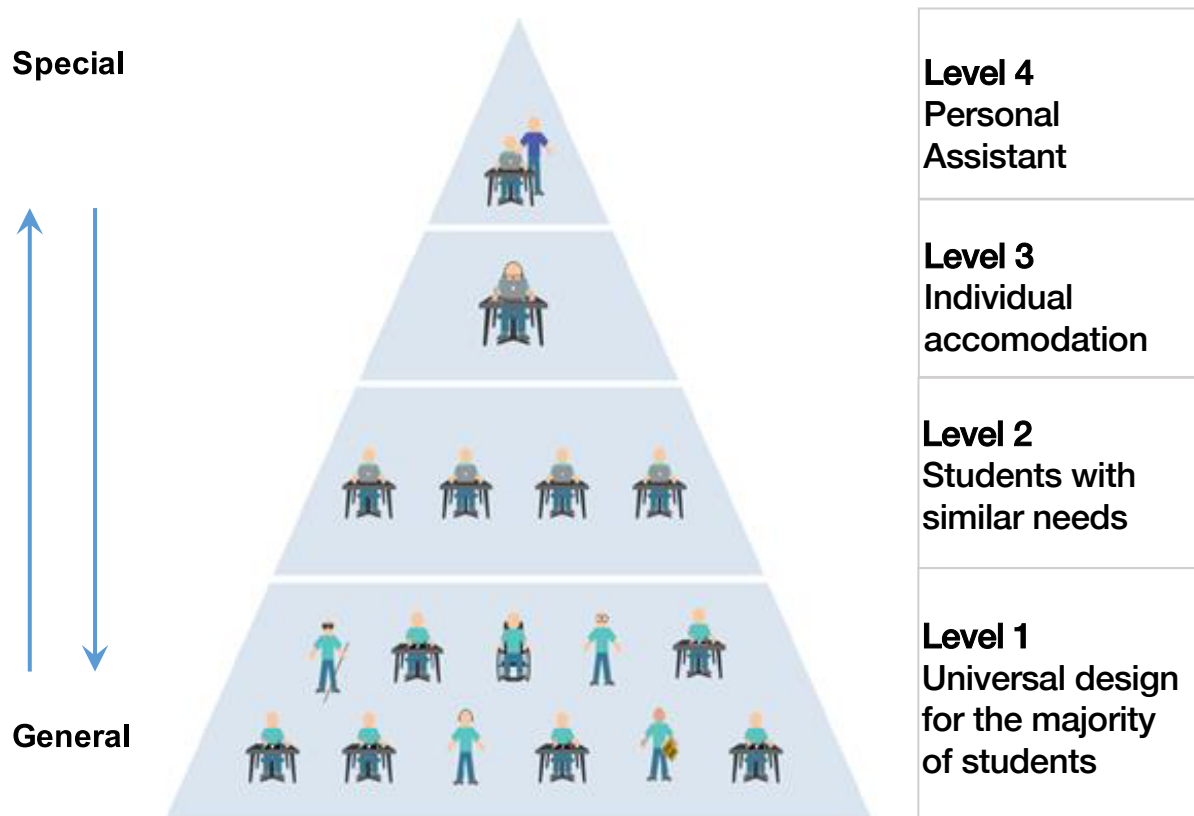 Special
General
Level 4
Personal
Assistant
Level 3
Individual
accomodation
Level 2
Students with
similar needs
Level 1
Universal design
for the majority
of students